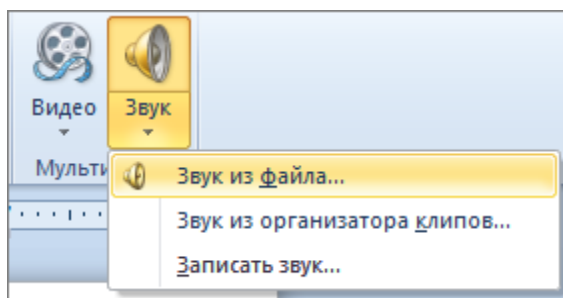 Видео
Звук
Мульти
Звук из файла...
Звук из организатора клипов...
Записать звук...